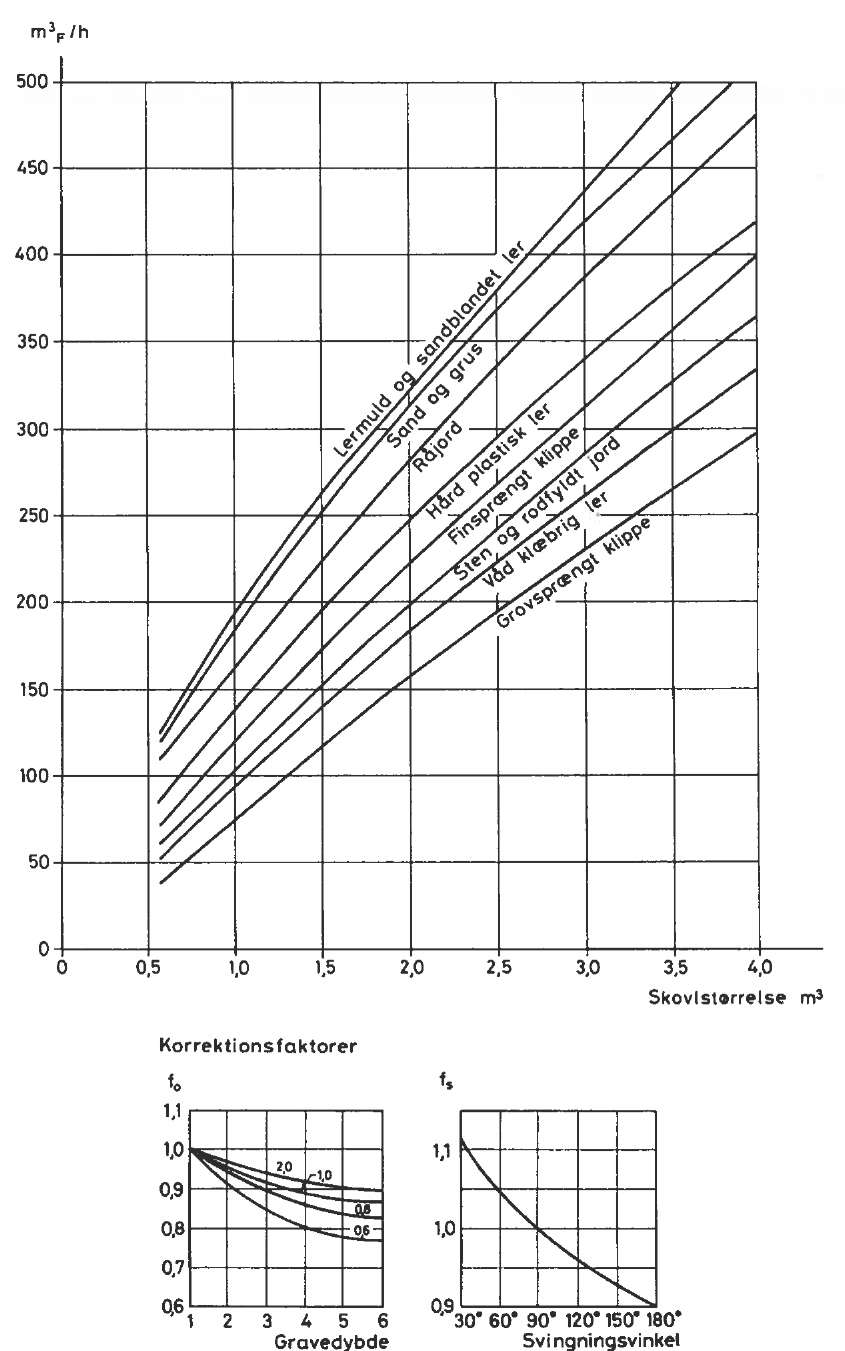 m³F/h
500
450
400
350
300
250
200
150
100
50
0
Lermuld og sandblandet ler
Sand og grus
Råjord
Hård plastisk ler
Finsprængt klippe
Sten og rodfyldt jord
Våd klæbrig ler
Grovsprængt klippe
0 0,5 1,0 1,5 2,0 2,5 3,0 3,5 4,0
Skovlstørrelse m³
Korrektionsfaktorer
fo
1,1
1,0
0,9
0,8
0,7
0,6
2,0
1,0
0,8
0,6
1 2 3 4 5 6
Gravedybde
fs
1,1
1,0
0,9
30° 60° 90° 120° 150° 180°
Svingningsvinkel